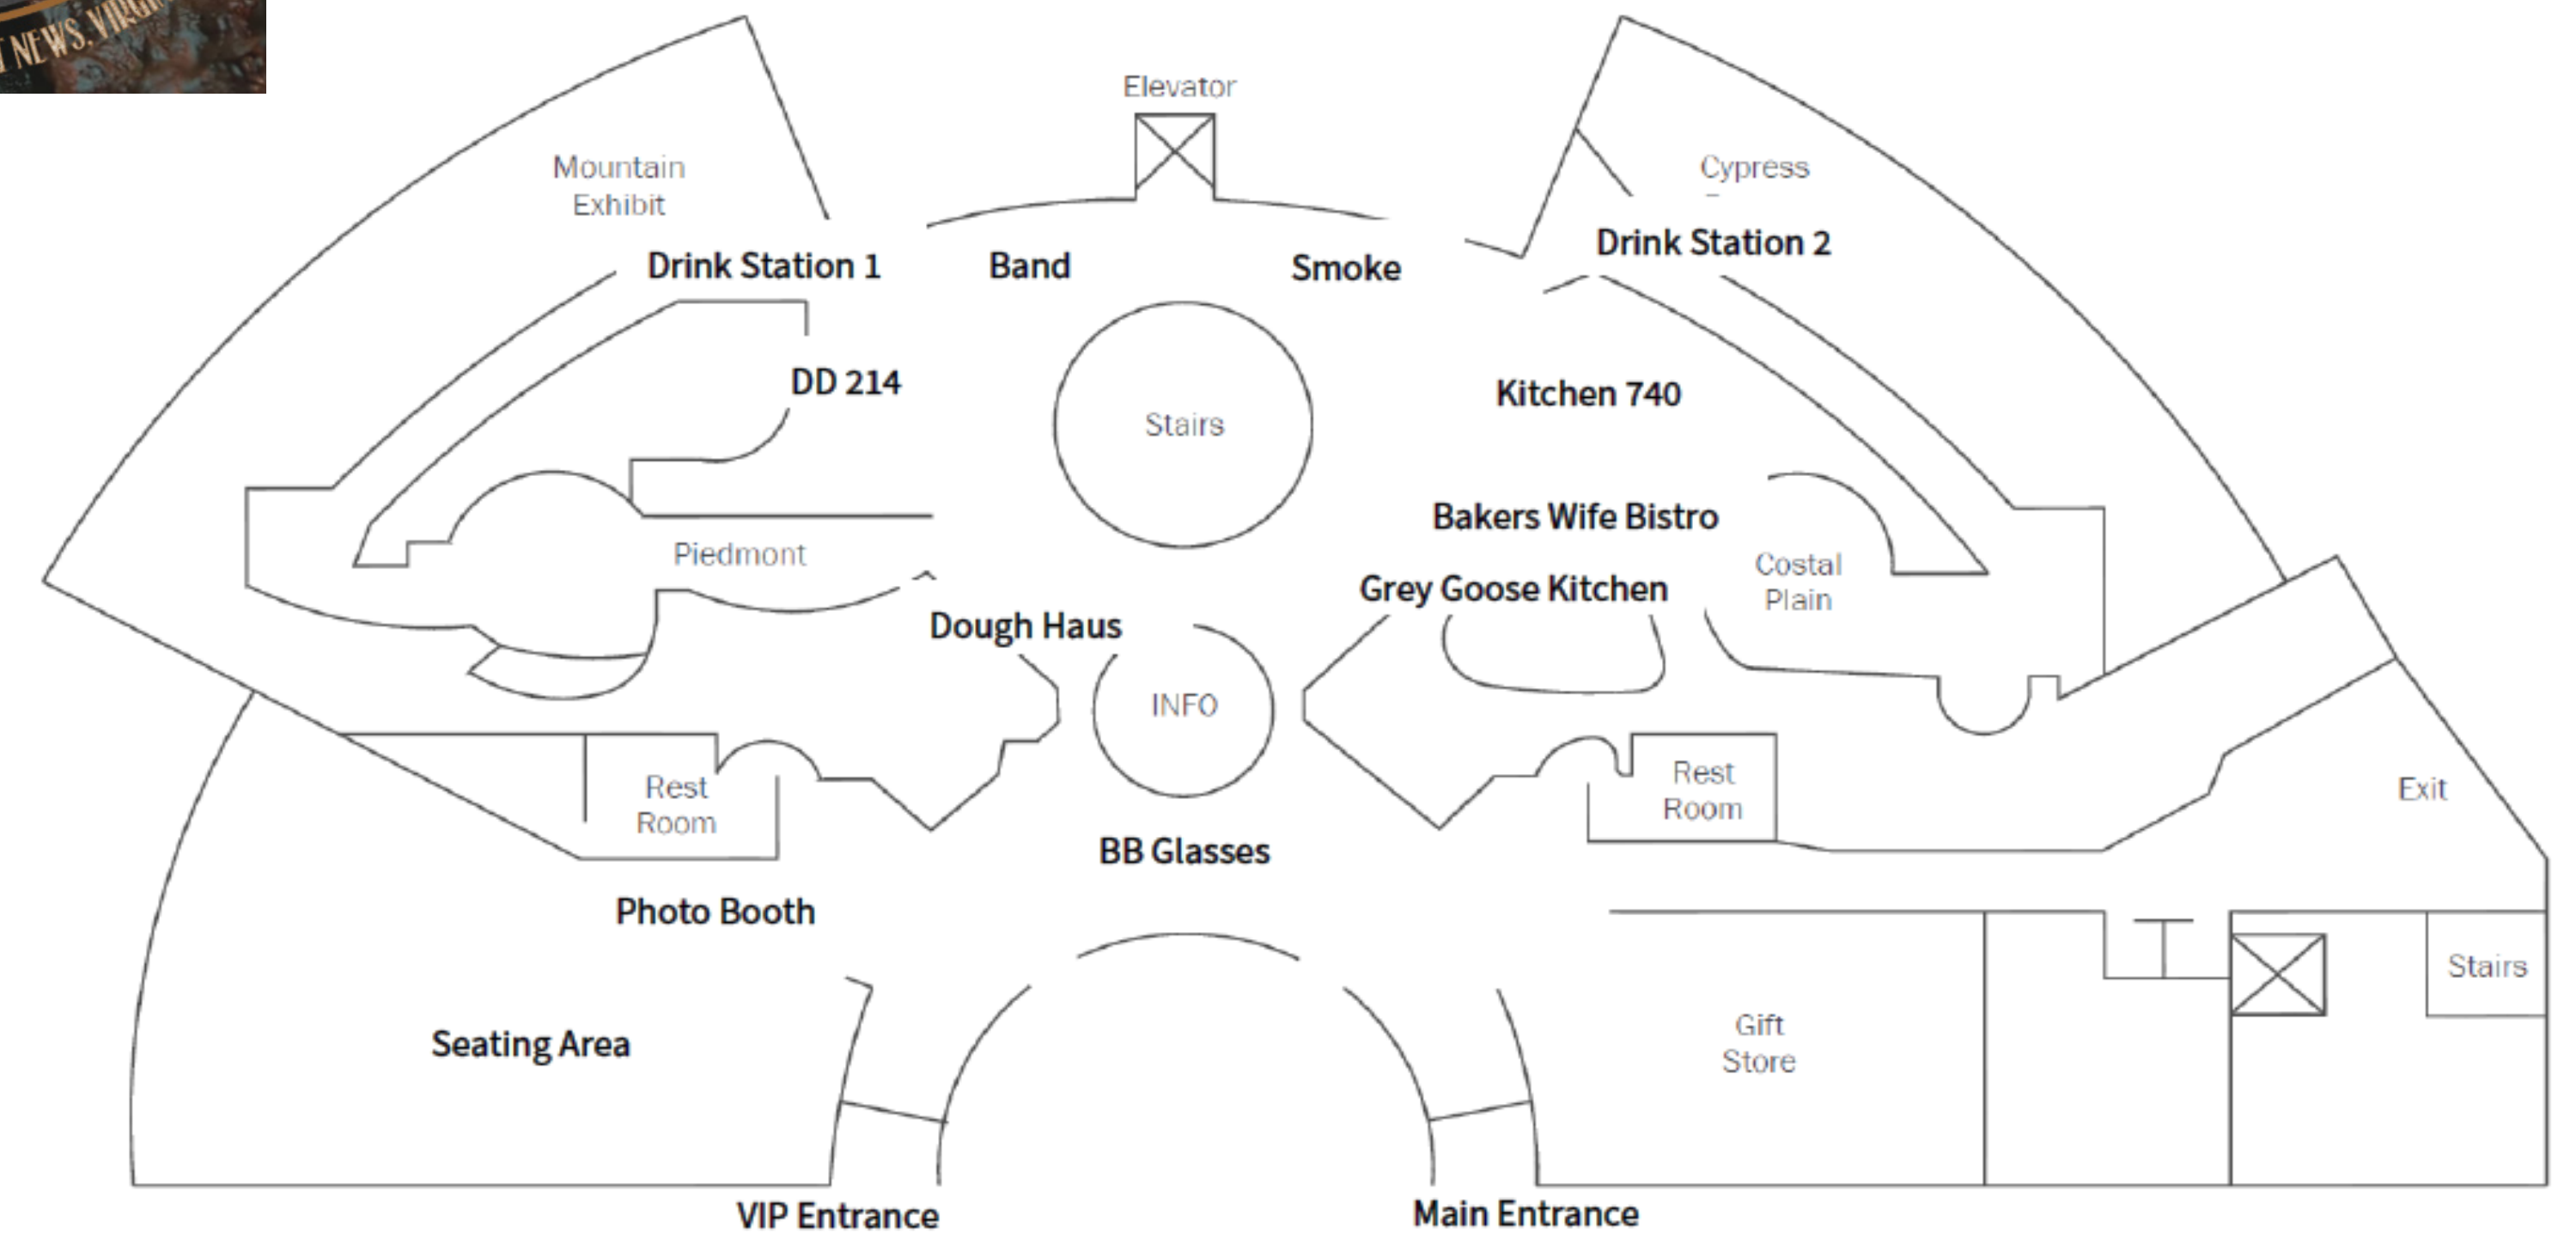 NEWS, VIRGIN
Elevator
Mountain
Exhibit
Cypress
Drink Station 1
Band
Smoke
Drink Station 2
DD 214
Stairs
Kitchen 740
Bakers Wife Bistro
Piedmont
Costal
Plain
Grey Goose Kitchen
Dough Haus
INFO
Rest
Room
Rest
Room
Exit
BB Glasses
Photo Booth
Stairs
Seating Area
Gift
Store
VIP Entrance
Main Entrance